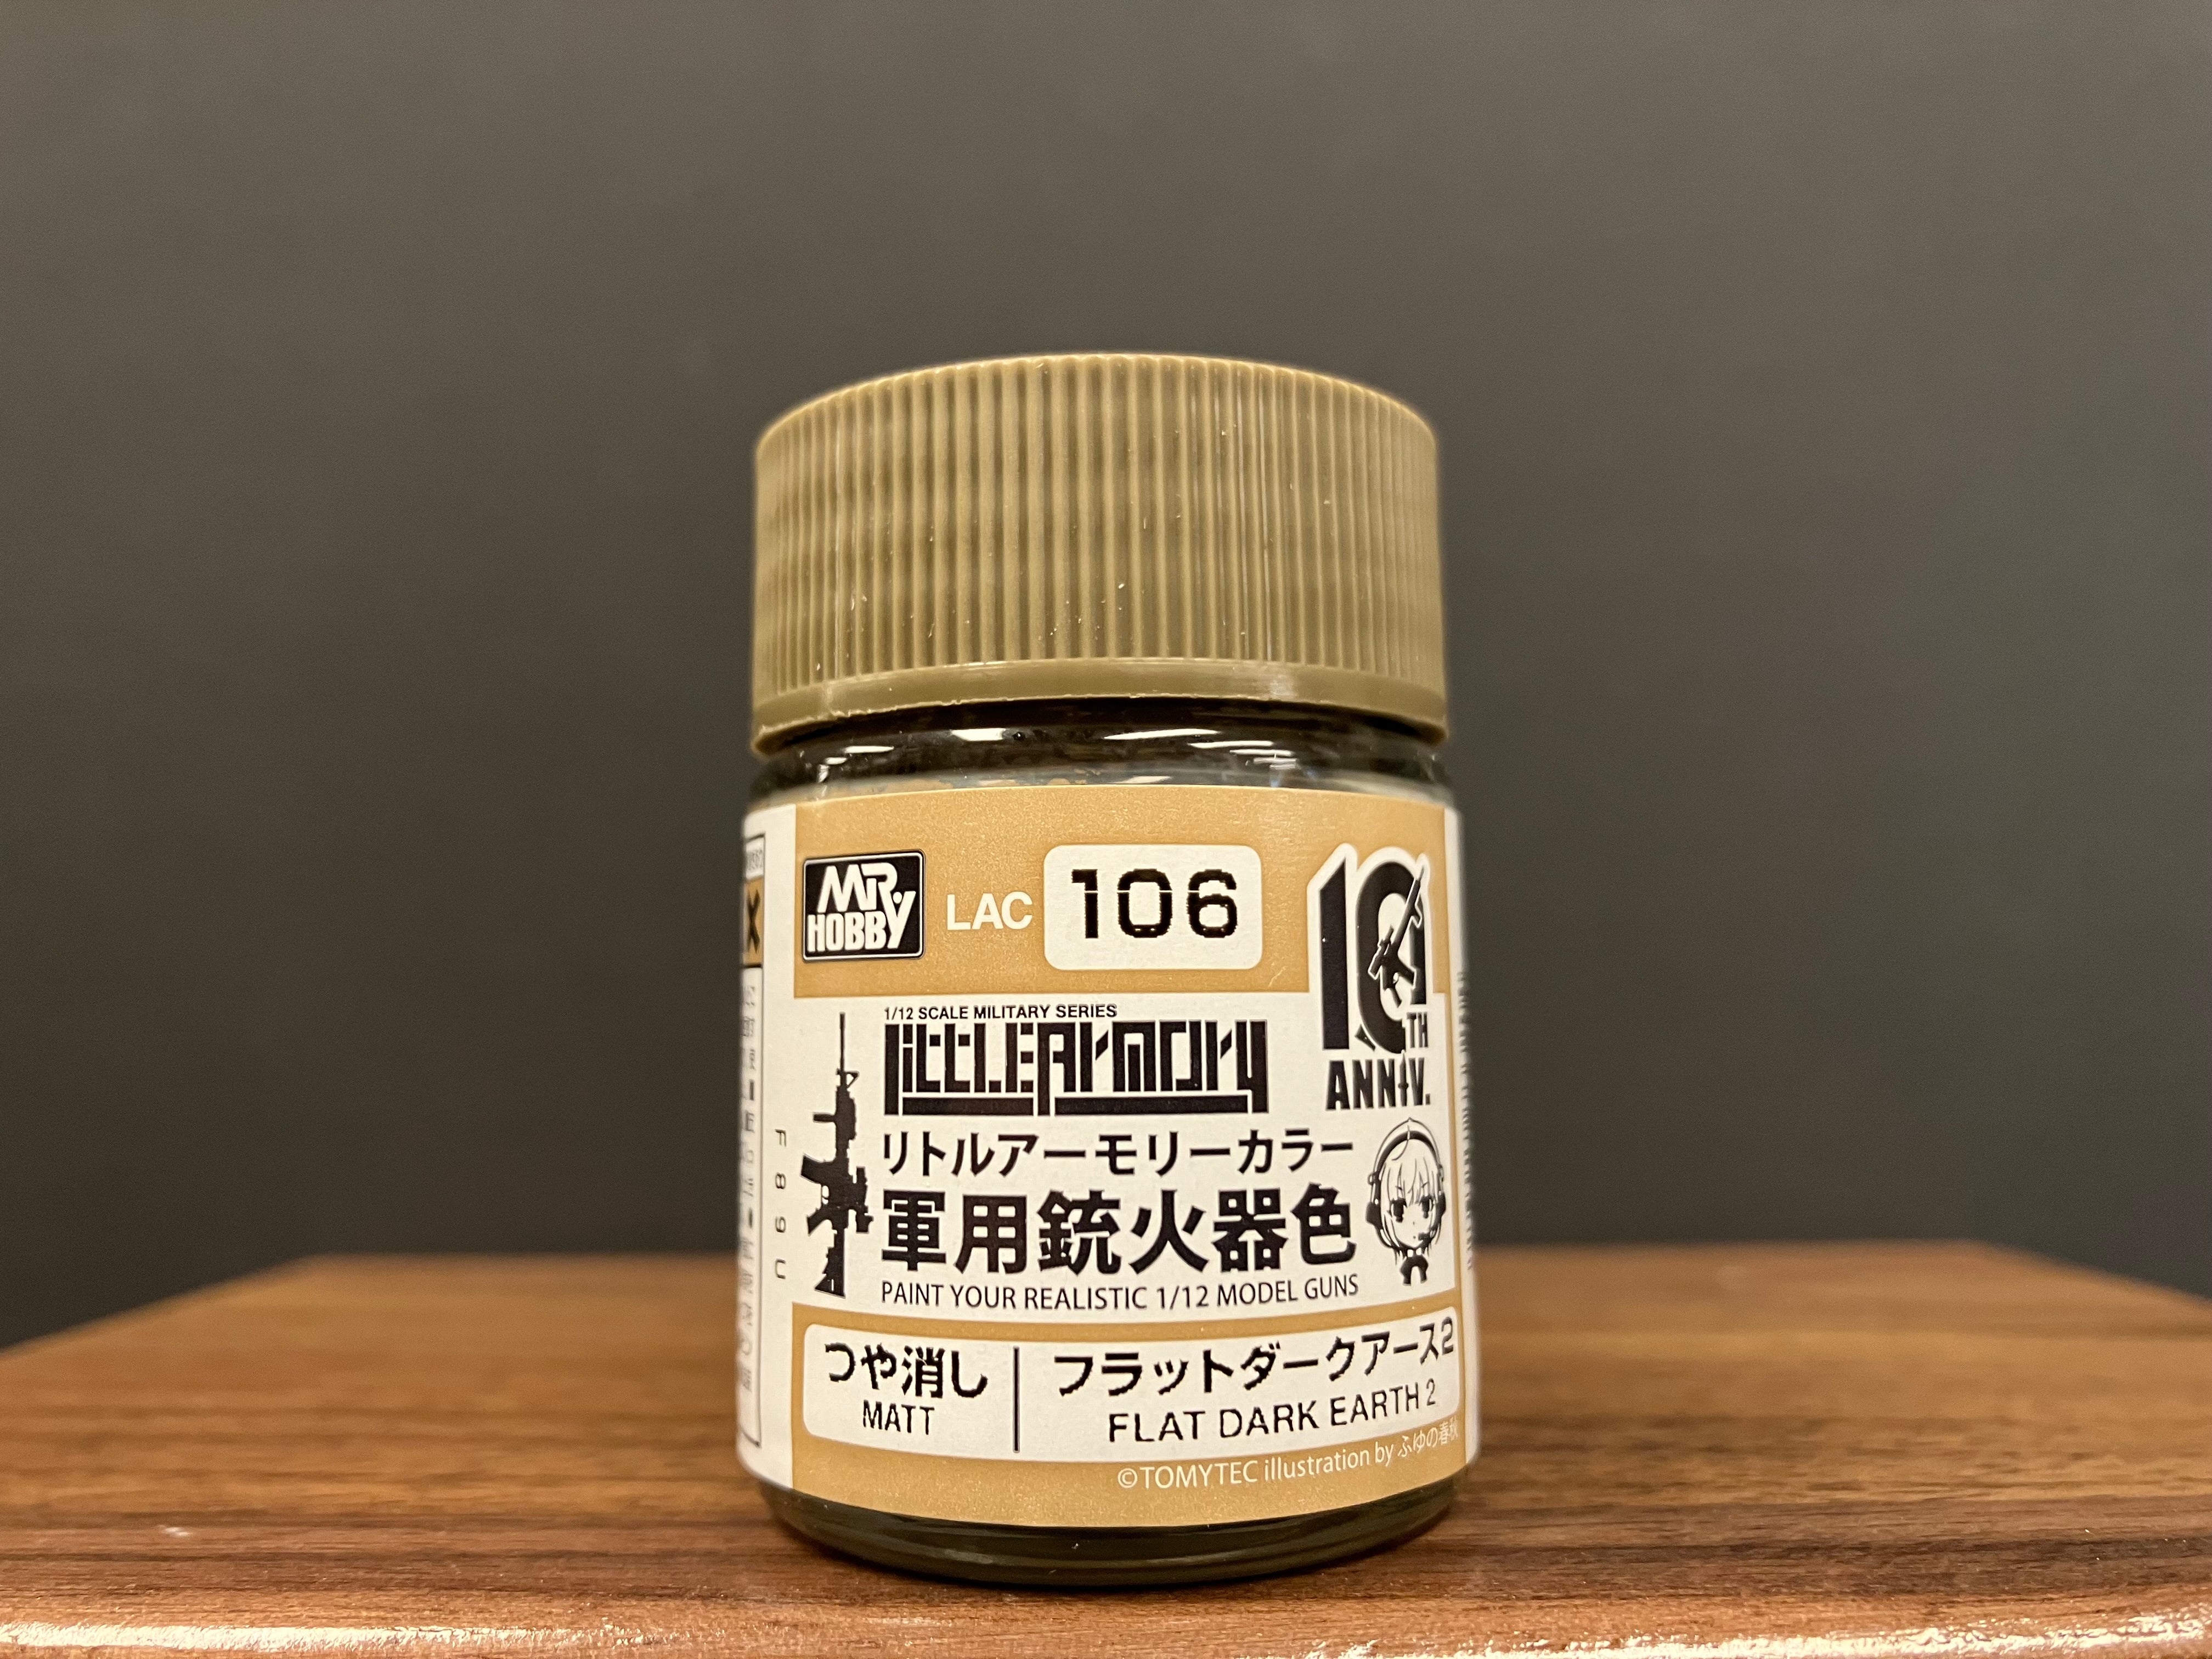 MR. HOBBY
LAC 106
10TH ANNIV.
1/12 SCALE MILITARY SERIES
LittleArmory
リトルアーモリーカラー
軍用銃火器色
PAINT YOUR REALISTIC 1/12 MODEL GUNS
つや消し
MATT
フラットダークアース2
FLAT DARK EARTH 2
©TOMYTEC illustration by ふゆの春秋
F89U